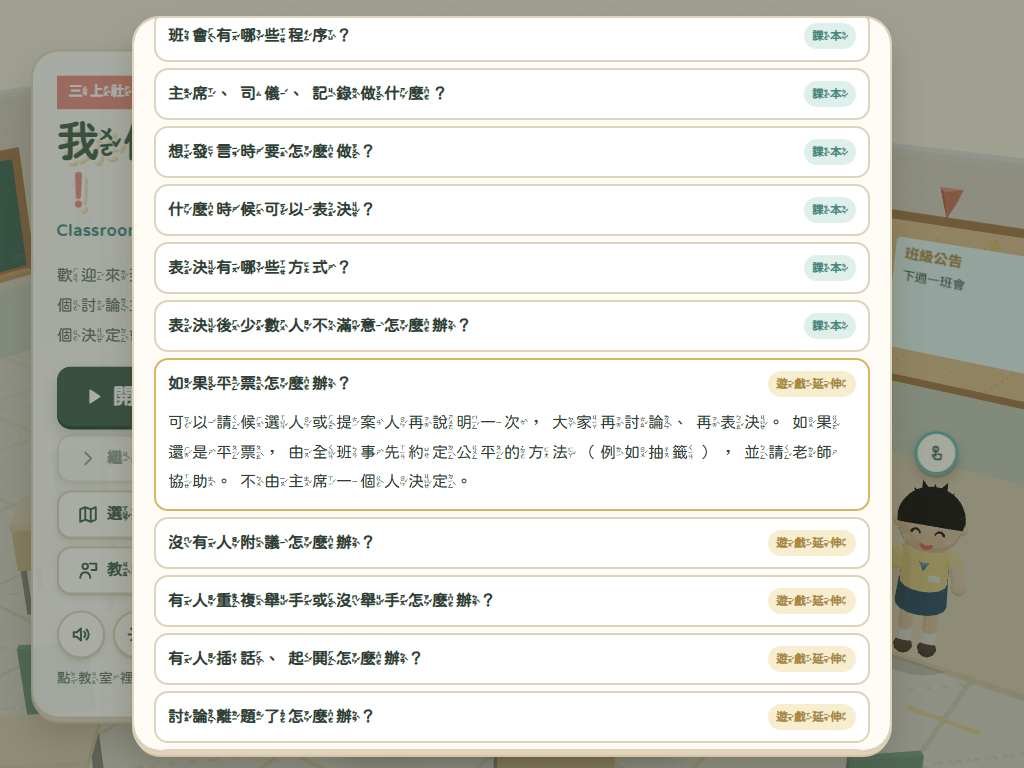 三上社
我
!
Classroom
歡迎來
個討論
個決定
開
繼
選
教
點教室裡
班會有哪些程序？
課本
主席、司儀、記錄做什麼？
課本
想發言時要怎麼做？
課本
什麼時候可以表決？
課本
表決有哪些方式？
課本
表決後少數人不滿意怎麼辦？
課本
如果平票怎麼辦？
遊戲延伸
可以請候選人或提案人再說明一次，大家再討論、再表決。如果
還是平票，由全班事先約定公平的方法（例如抽籤），並請老師
協助。不由主席一個人決定。
沒有人附議怎麼辦？
遊戲延伸
有人重複舉手或沒舉手怎麼辦？
遊戲延伸
有人插話、起鬨怎麼辦？
遊戲延伸
討論離題了怎麼辦？
遊戲延伸
班級公告
下週一班會